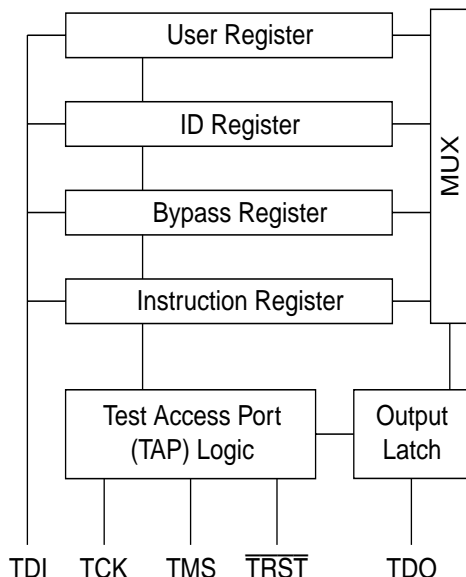 User Register
ID Register
MUX
Bypass Register
Instruction Register
Test Access Port
(TAP) Logic
Output
Latch
TDI TCK TMS T̅R̅S̅T̅ TDO